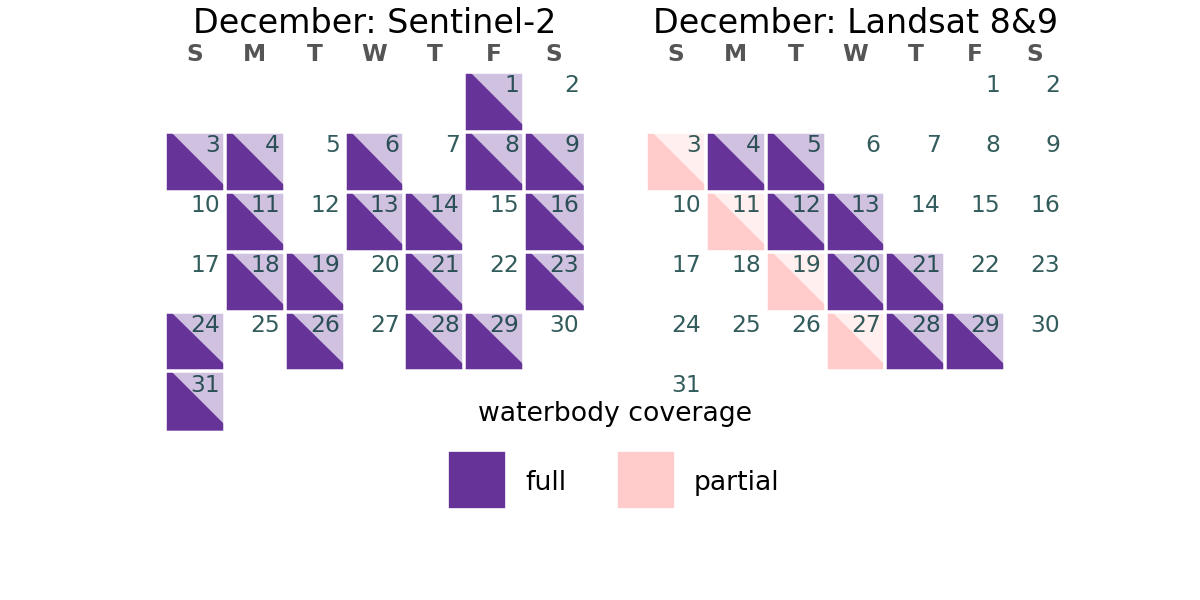 December: Sentinel-2
S M T W T F S
1 2
3 4 5 6 7 8 9
10 11 12 13 14 15 16
17 18 19 20 21 22 23
24 25 26 27 28 29 30
31
December: Landsat 8&9
S M T W T F S
1 2
3 4 5 6 7 8 9
10 11 12 13 14 15 16
17 18 19 20 21 22 23
24 25 26 27 28 29 30
31
waterbody coverage
full partial